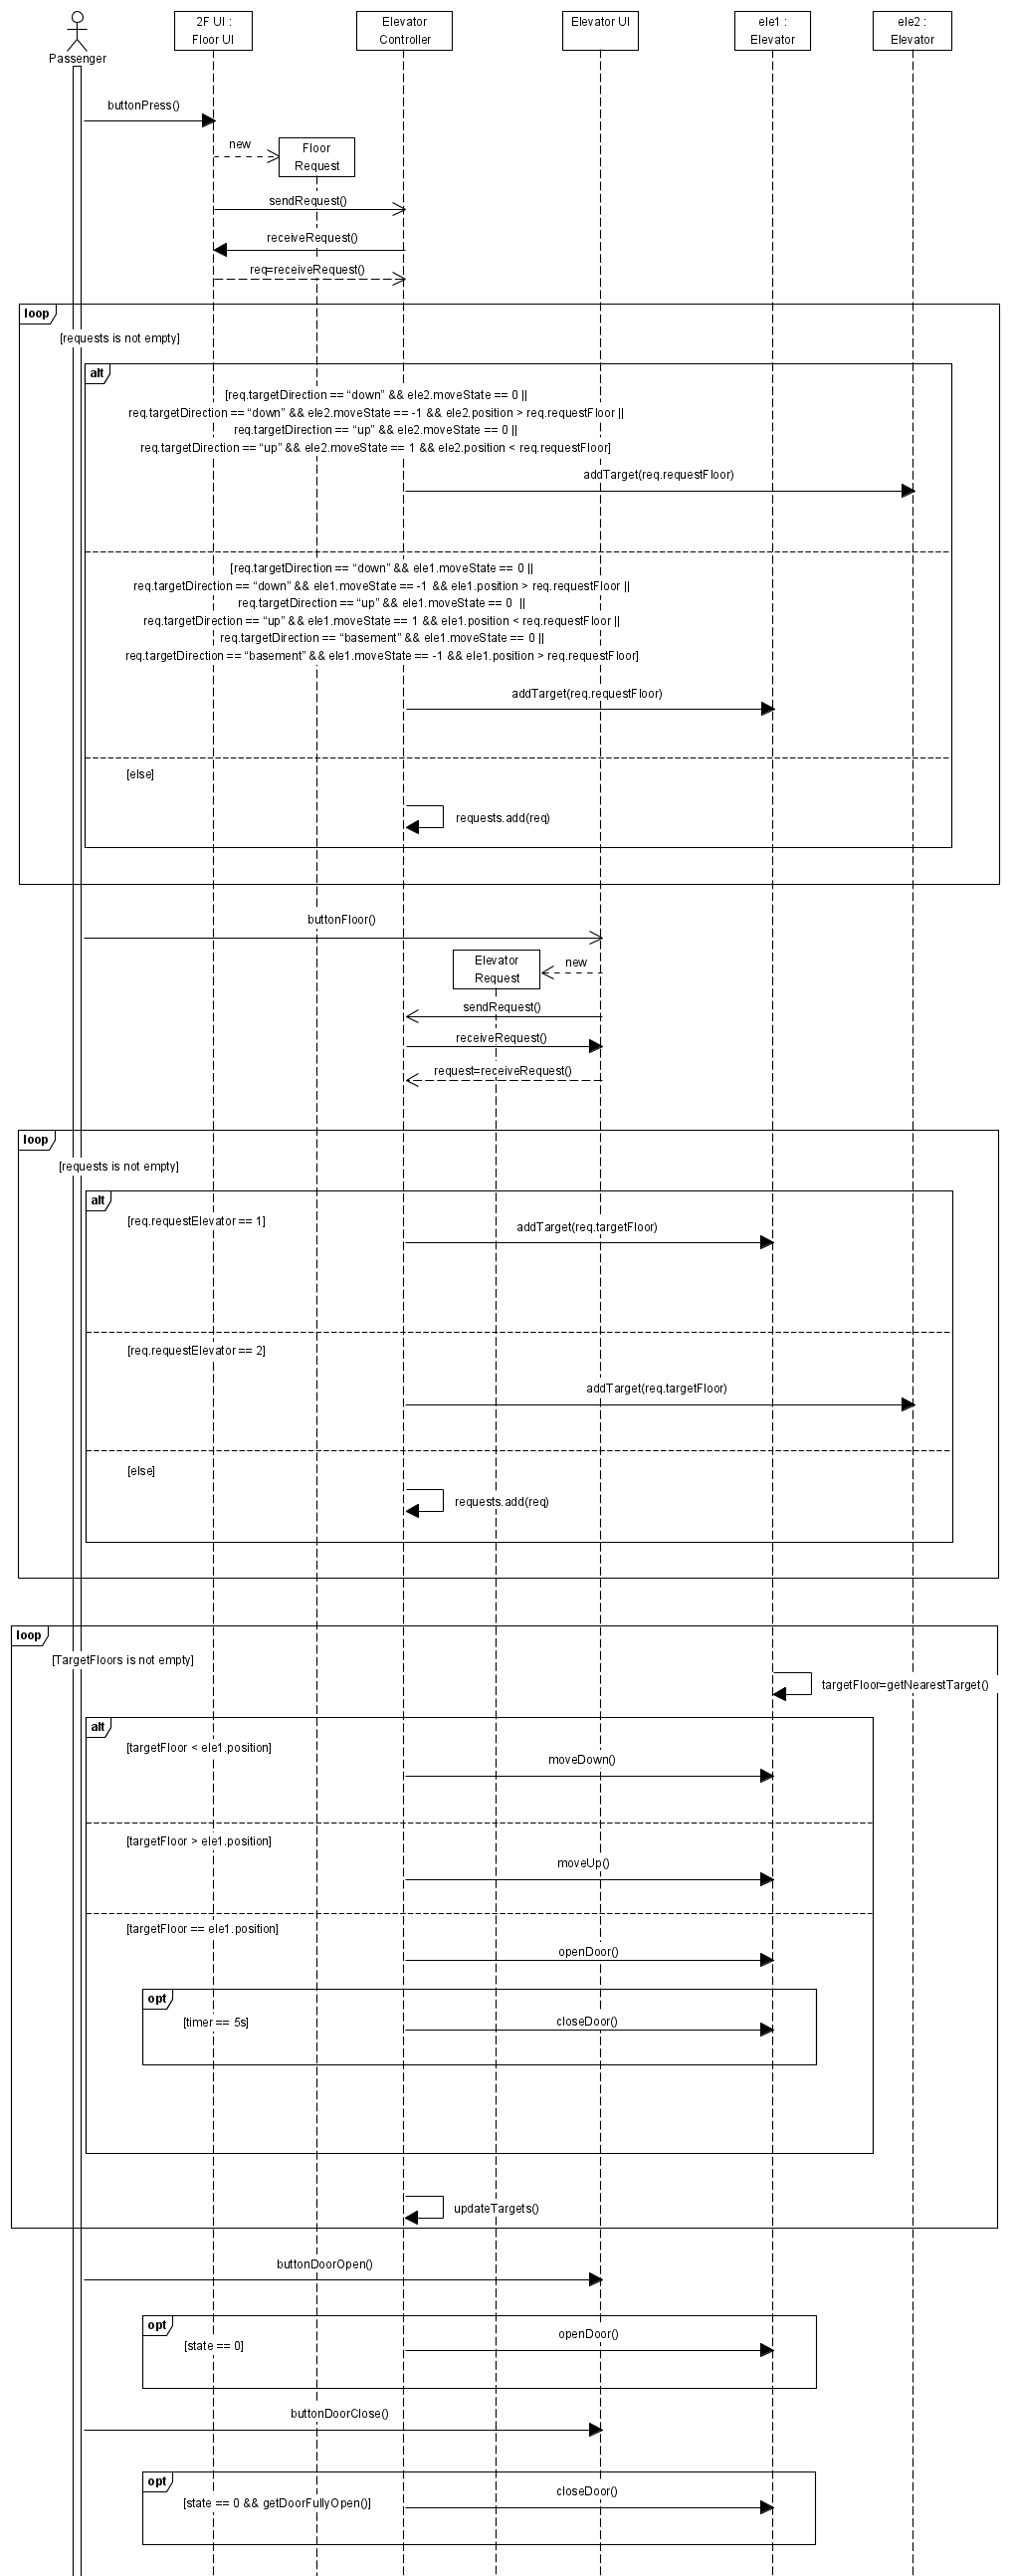 2F UI :
Floor UI
Elevator
Controller
Elevator UI
ele1 :
Elevator
ele2 :
Elevator
Passenger
buttonPress()
new
Floor
Request
sendRequest()
receiveRequest()
req=receiveRequest()
loop
[requests is not empty]
alt
[req.targetDirection == “down” && ele2.moveState == 0 ||
req.targetDirection == “down” && ele2.moveState == -1 && ele2.position > req.requestFloor ||
req.targetDirection == “up” && ele2.moveState == 0 ||
req.targetDirection == “up” && ele2.moveState == 1 && ele2.position < req.requestFloor]
addTarget(req.requestFloor)
[req.targetDirection == “down” && ele1.moveState == 0 ||
req.targetDirection == “down” && ele1.moveState == -1 && ele1.position > req.requestFloor ||
req.targetDirection == “up” && ele1.moveState == 0 ||
req.targetDirection == “up” && ele1.moveState == 1 && ele1.position < req.requestFloor ||
req.targetDirection == “basement” && ele1.moveState == 0 ||
req.targetDirection == “basement” && ele1.moveState == -1 && ele1.position > req.requestFloor]
addTarget(req.requestFloor)
[else]
requests.add(req)
buttonFloor()
Elevator
Request
new
sendRequest()
receiveRequest()
request=receiveRequest()
loop
[requests is not empty]
alt
[req.requestElevator == 1]
addTarget(req.targetFloor)
[req.requestElevator == 2]
addTarget(req.targetFloor)
[else]
requests.add(req)
loop
[TargetFloors is not empty]
targetFloor=getNearestTarget()
alt
[targetFloor < ele1.position]
moveDown()
[targetFloor > ele1.position]
moveUp()
[targetFloor == ele1.position]
openDoor()
opt
[timer == 5s]
closeDoor()
updateTargets()
buttonDoorOpen()
opt
[state == 0]
openDoor()
buttonDoorClose()
opt
[state == 0 && getDoorFullyOpen()]
closeDoor()